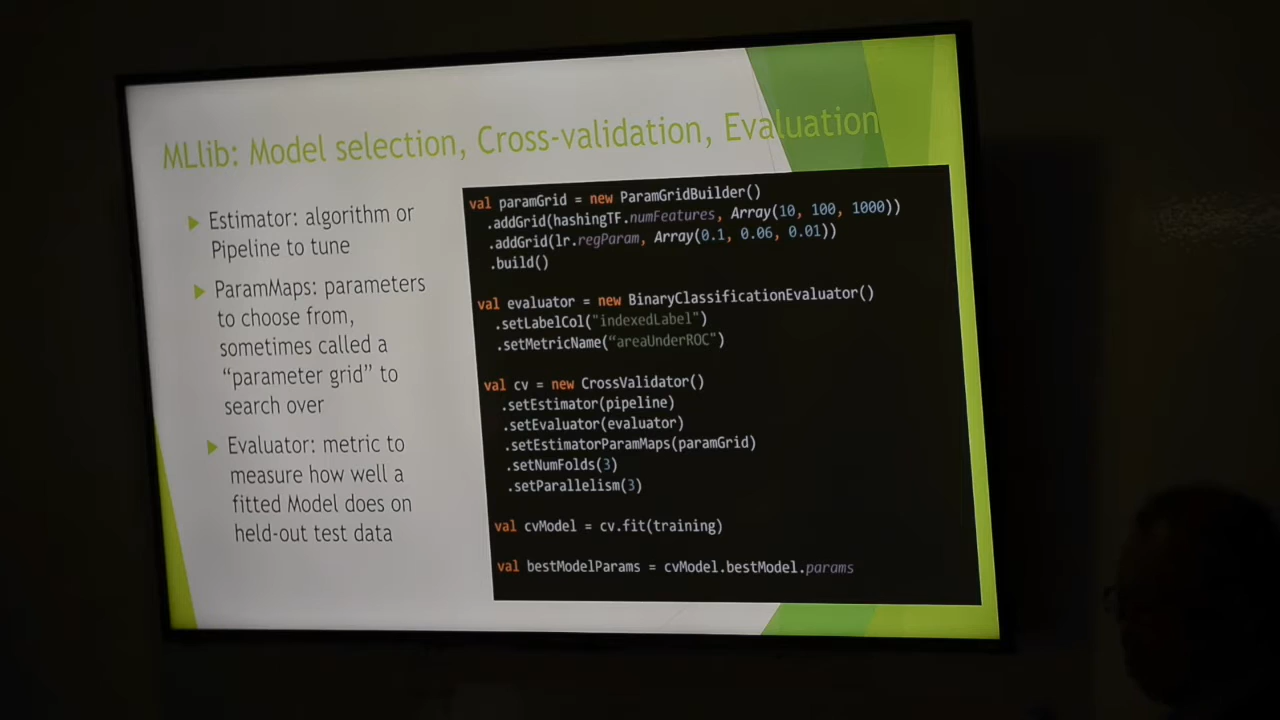 MLlib: Model selection, Cross-validation, Evaluation
Estimator: algorithm or
Pipeline to tune
ParamMaps: parameters
to choose from,
sometimes called a
“parameter grid” to
search over
Evaluator: metric to
measure how well a
fitted Model does on
held-out test data
val paramGrid = new ParamGridBuilder()
.addGrid(hashingTF.numFeatures, Array(10, 100, 1000))
.addGrid(lr.regParam, Array(0.1, 0.06, 0.01))
.build()
val evaluator = new BinaryClassificationEvaluator()
.setLabelCol("indexedLabel")
.setMetricName("areaUnderROC")
val cv = new CrossValidator()
.setEstimator(pipeline)
.setEvaluator(evaluator)
.setEstimatorParamMaps(paramGrid)
.setNumFolds(3)
.setParallelism(3)
val cvModel = cv.fit(training)
val bestModelParams = cvModel.bestModel.params